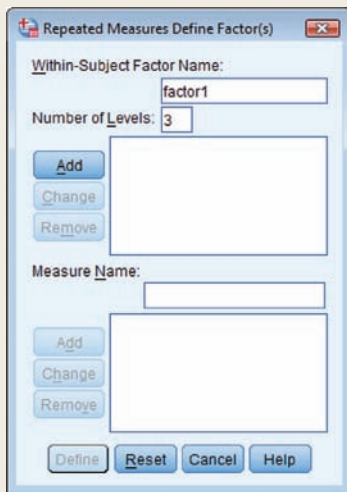 Repeated Measures Define Factor(s)
Within-Subject Factor Name:
factor1
Number of Levels: 3
Add
Change
Remove
Measure Name:
Add
Change
Remove
Define Reset Cancel Help